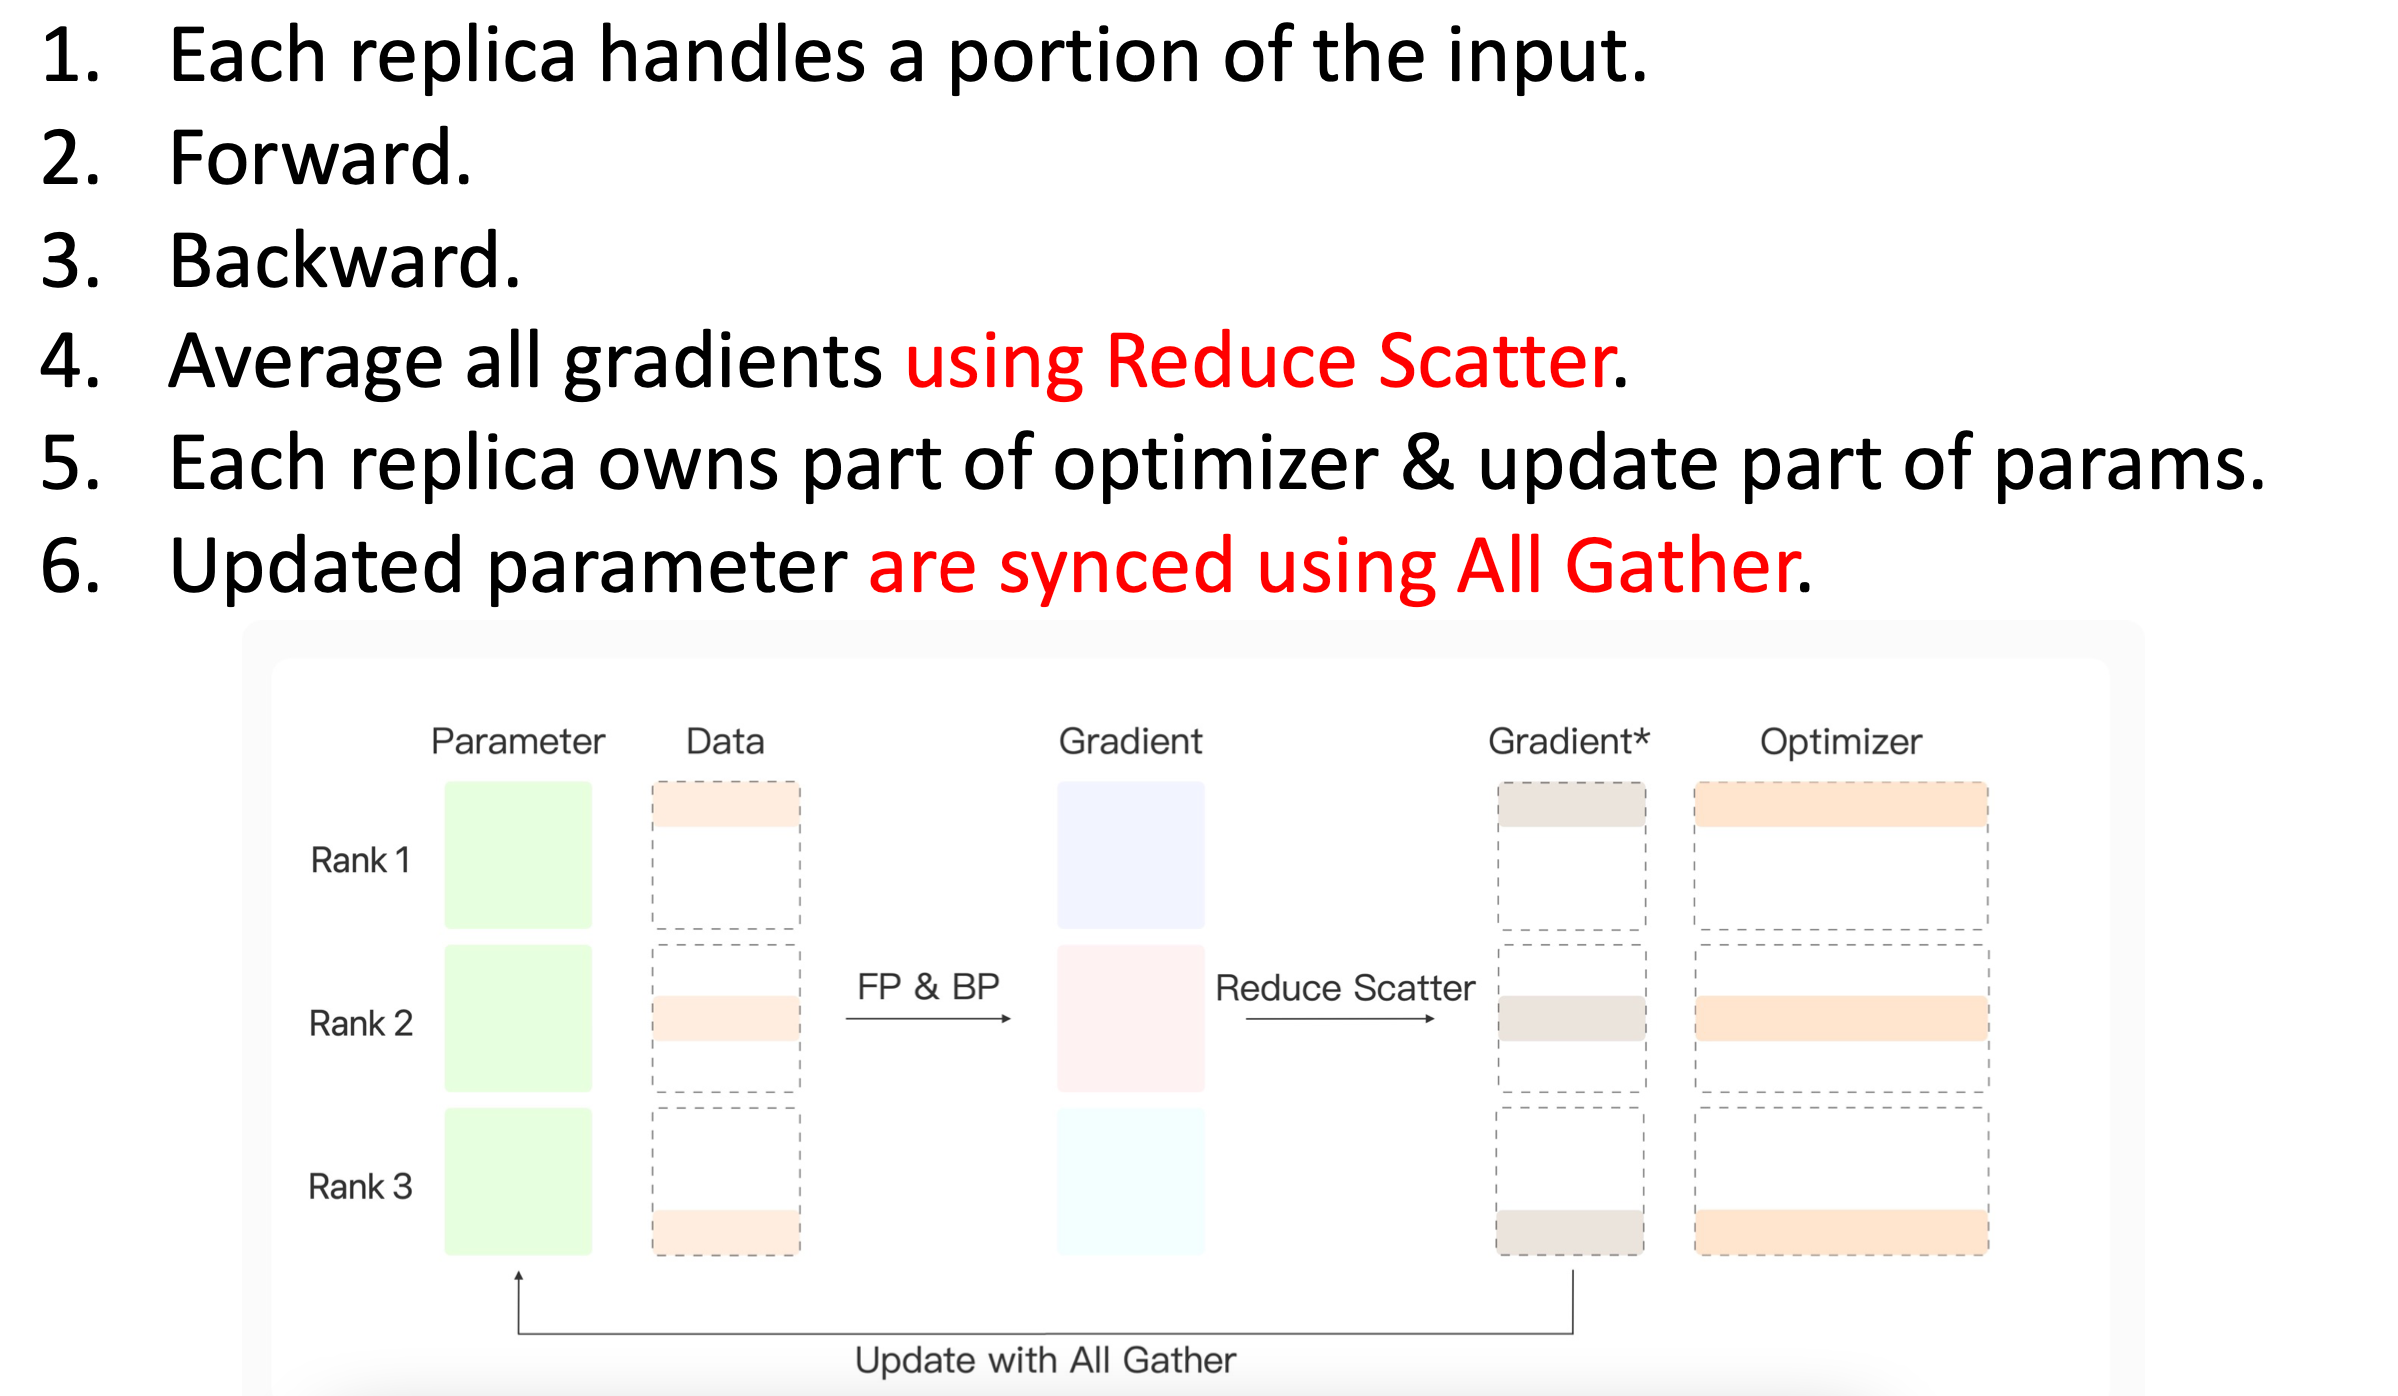 1. Each replica handles a portion of the input.
2. Forward.
3. Backward.
4. Average all gradients using Reduce Scatter.
5. Each replica owns part of optimizer & update part of params.
6. Updated parameter are synced using All Gather.
Parameter Data Gradient Gradient* Optimizer
Rank 1
FP & BP Reduce Scatter
Rank 2
Rank 3
Update with All Gather